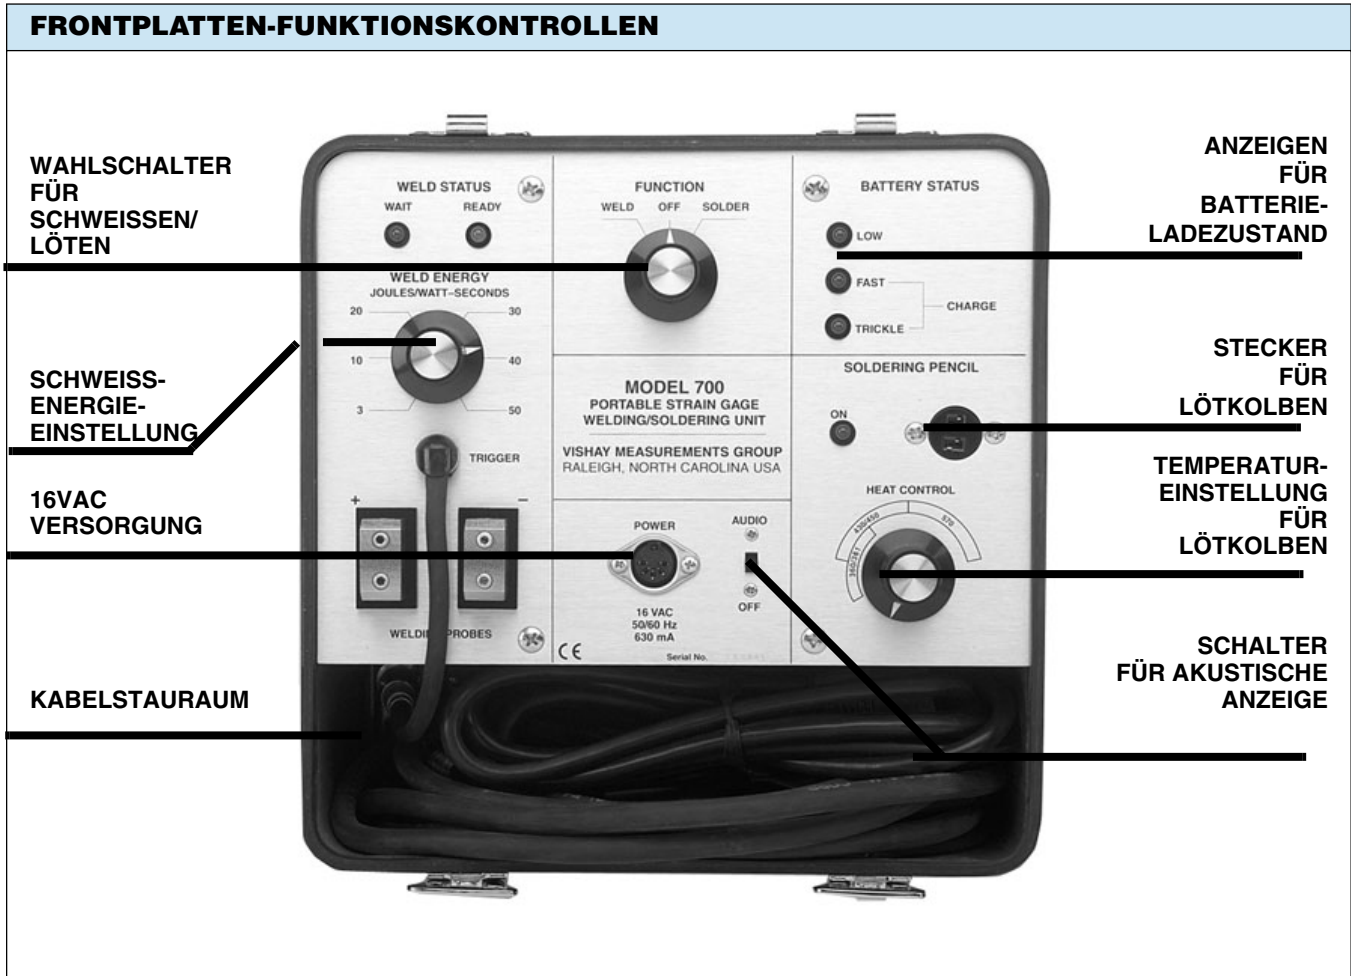 FRONTPLATTEN-FUNKTIONSKONTROLLEN
WAHLSCHALTER
FÜR
SCHWEISSEN/
LÖTEN
SCHWEISS-
ENERGIE-
EINSTELLUNG
16VAC
VERSORGUNG
KABELSTAURAUM
WELD STATUS
WAIT READY
WELD ENERGY
JOULES/WATT–SECONDS
20 30
10 40
3 50
TRIGGER
+ –
WELDING PROBES
FUNCTION
WELD OFF SOLDER
MODEL 700
PORTABLE STRAIN GAGE
WELDING/SOLDERING UNIT
VISHAY MEASUREMENTS GROUP
RALEIGH, NORTH CAROLINA USA
POWER
16 VAC
50/60 Hz
630 mA
AUDIO
OFF
CE
Serial No.
BATTERY STATUS
LOW
FAST
CHARGE
TRICKLE
SOLDERING PENCIL
ON
HEAT CONTROL
360/361 430/450 570
ANZEIGEN
FÜR
BATTERIE-
LADEZUSTAND
STECKER
FÜR
LÖTKOLBEN
TEMPERATUR-
EINSTELLUNG
FÜR
LÖTKOLBEN
SCHALTER
FÜR AKUSTISCHE
ANZEIGE